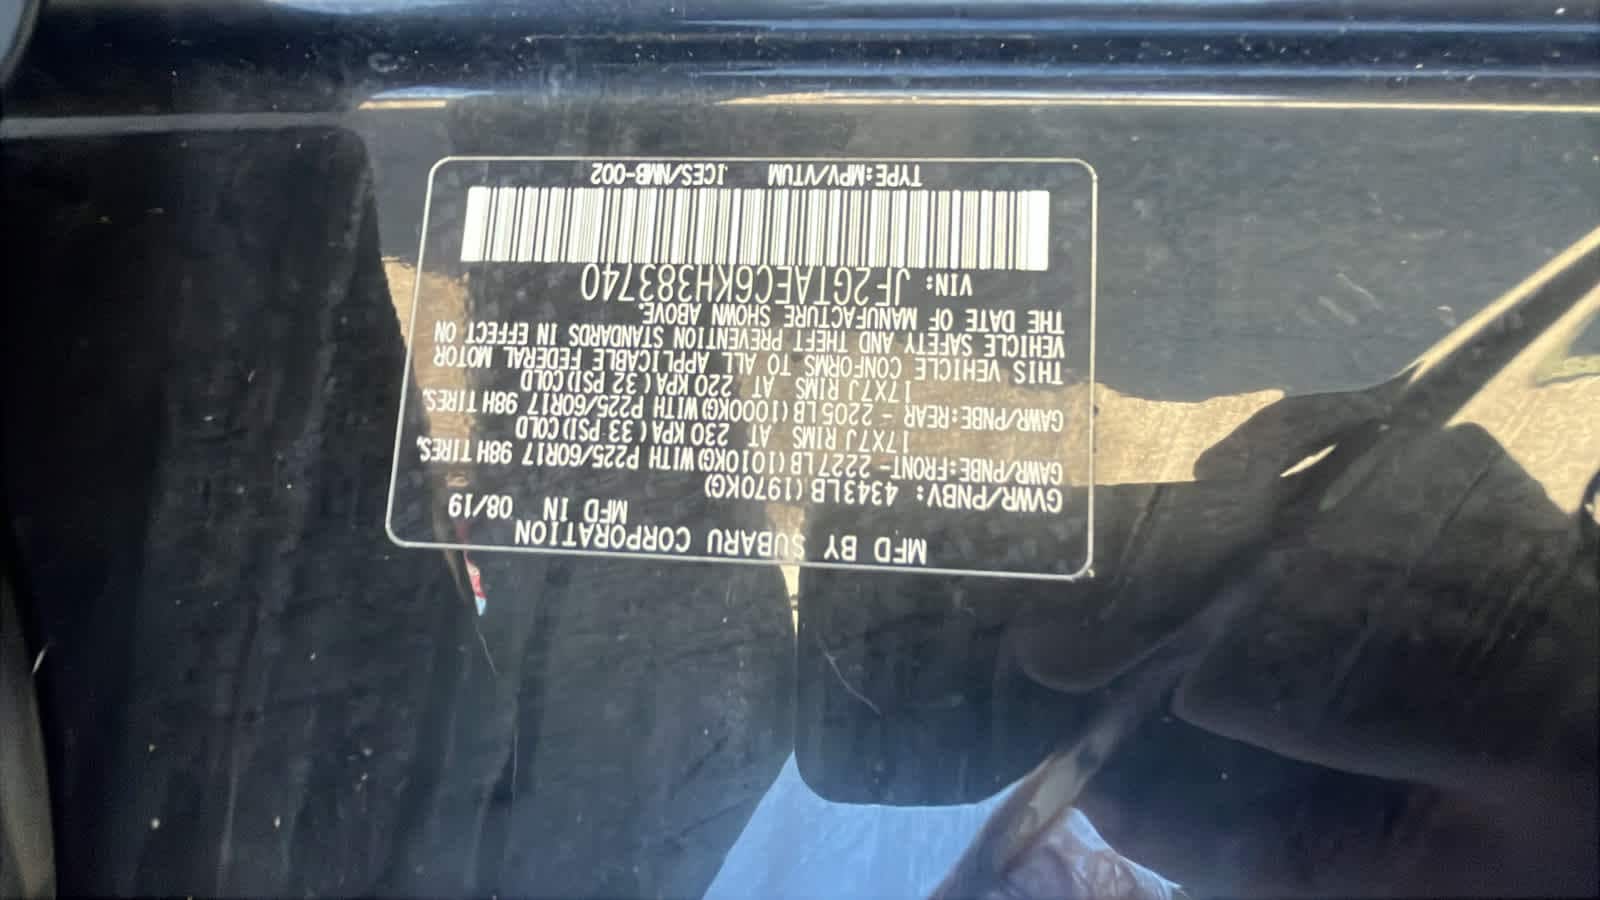 MFD BY SUBARU CORPORATION
MFD IN 08/19
GVWR/PNBV: 4343LB(1970KG)
GAWR/PNBE:FRONT- 2227LB(1010KG)WITH P225/60R17 98H TIRES,
17X7J RIMS AT 230 KPA(33 PSI)COLD
GAWR/PNBE:REAR - 2205LB(1000KG)WITH P225/60R17 98H TIRES,
17X7J RIMS AT 220 KPA(32 PSI)COLD
THIS VEHICLE CONFORMS TO ALL APPLICABLE FEDERAL MOTOR
VEHICLE SAFETY AND THEFT PREVENTION STANDARDS IN EFFECT ON
THE DATE OF MANUFACTURE SHOWN ABOVE.
VIN: JF2GTAEC6KH383740
TYPE:MPV/VTUM .ICES/NMB-002